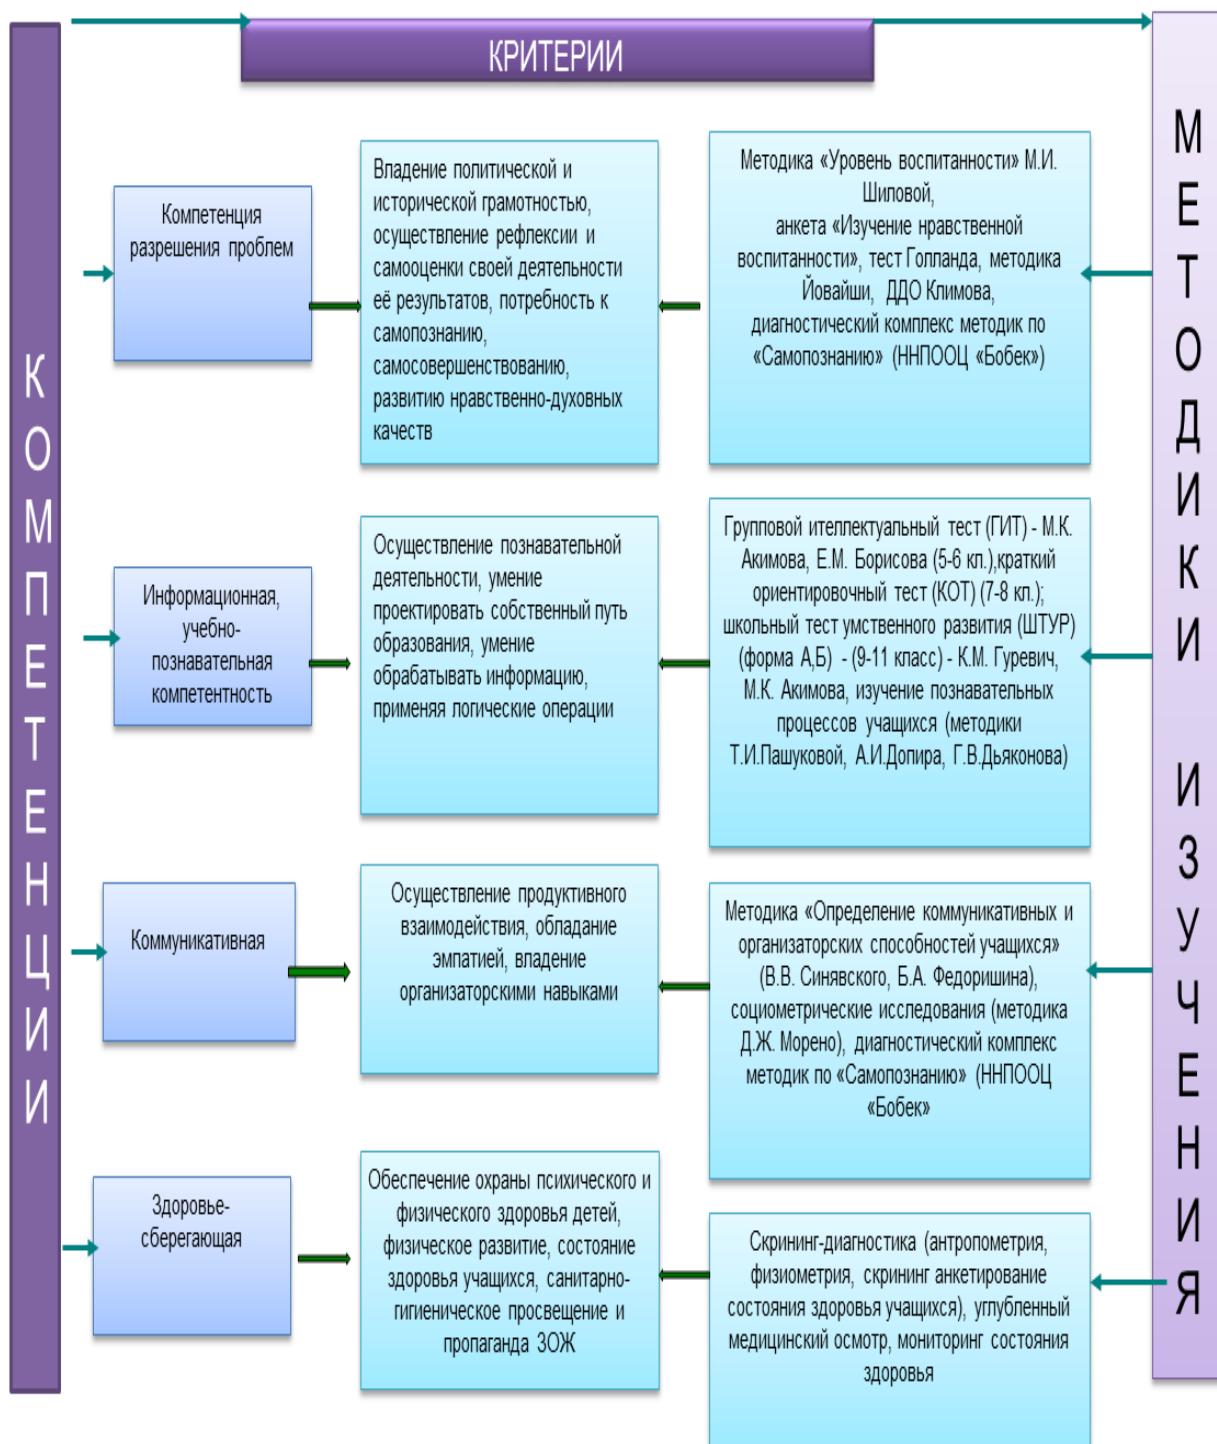 КРИТЕРИИ
КОМПЕТЕНЦИИ
МЕТОДИКИ ИЗУЧЕНИЯ
Компетенция
разрешения проблем
Владение политической и
исторической грамотностью,
осуществление рефлексии и
самооценки своей деятельности
её результатов, потребность к
самопознанию,
самосовершенствованию,
развитию нравственно-духовных
качеств
Методика «Уровень воспитанности» М.И.
Шиповой,
анкета «Изучение нравственной
воспитанности», тест Голланда, методика
Йовайши, ДДО Климова,
диагностический комплекс методик по
«Самопознанию» (ННПООЦ «Бобек»)
Информационная,
учебно-
познавательная
компетентность
Осуществление познавательной
деятельности, умение
проектировать собственный путь
образования, умение
обрабатывать информацию,
применяя логические операции
Групповой ителлектуальный тест (ГИТ) - М.К.
Акимова, Е.М. Борисова (5-6 кл.),краткий
ориентировочный тест (КОТ) (7-8 кл.);
школьный тест умственного развития (ШТУР)
(форма А,Б) - (9-11 класс) - К.М. Гуревич,
М.К. Акимова, изучение познавательных
процессов учащихся (методики
Т.И.Пашуковой, А.И.Допира, Г.В.Дьяконова)
Коммуникативная
Осуществление продуктивного
взаимодействия, обладание
эмпатией, владение
организаторскими навыками
Методика «Определение коммуникативных и
организаторских способностей учащихся»
(В.В. Синявского, Б.А. Федоришина),
социометрические исследования (методика
Д.Ж. Морено), диагностический комплекс
методик по «Самопознанию» (ННПООЦ
«Бобек»
Здоровье-
сберегающая
Обеспечение охраны психического и
физического здоровья детей,
физическое развитие, состояние
здоровья учащихся, санитарно-
гигиеническое просвещение и
пропаганда ЗОЖ
Скрининг-диагностика (антропометрия,
физиометрия, скрининг анкетирование
состояния здоровья учащихся), углубленный
медицинский осмотр, мониторинг состояния
здоровья